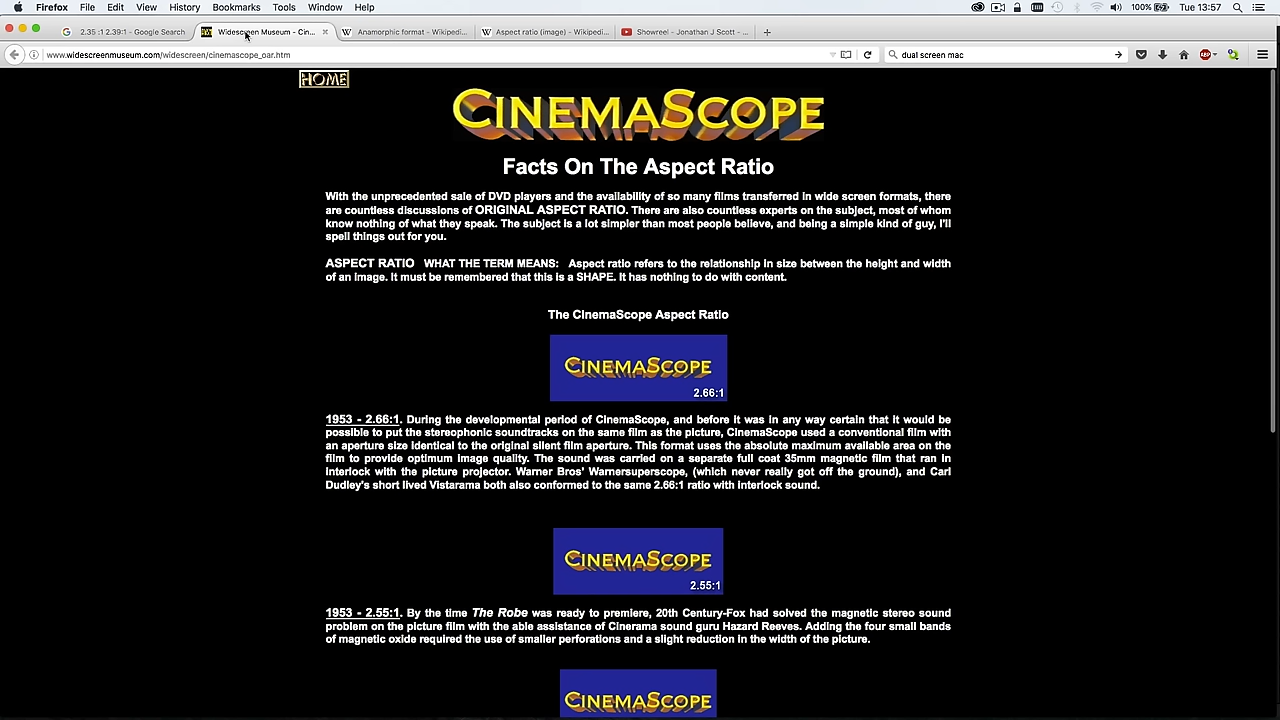 Firefox File Edit View History Bookmarks Tools Window Help 100% Tue 13:57
2.35 :1 2.39:1 - Google Search Widescreen Museum - Cin... Anamorphic format - Wikipedi... Aspect ratio (image) - Wikipedi... Showreel - Jonathan J Scott - ...
www.widescreenmuseum.com/widescreen/cinemascope_oar.htm dual screen mac
HOME
CINEMASCOPE
Facts On The Aspect Ratio
With the unprecedented sale of DVD players and the availability of so many films transferred in wide screen formats, there
are countless discussions of ORIGINAL ASPECT RATIO. There are also countless experts on the subject, most of whom
know nothing of what they speak. The subject is a lot simpler than most people believe, and being a simple kind of guy, I'll
spell things out for you.
ASPECT RATIO WHAT THE TERM MEANS: Aspect ratio refers to the relationship in size between the height and width
of an image. It must be remembered that this is a SHAPE. It has nothing to do with content.
The CinemaScope Aspect Ratio
CINEMASCOPE
2.66:1
1953 - 2.66:1. During the developmental period of CinemaScope, and before it was in any way certain that it would be
possible to put the stereophonic soundtracks on the same film as the picture, CinemaScope used a conventional film with
an aperture size identical to the original silent film aperture. This format uses the absolute maximum available area on the
film to provide optimum image quality. The sound was carried on a separate full coat 35mm magnetic film that ran in
interlock with the picture projector. Warner Bros' Warnersuperscope, (which never really got off the ground), and Carl
Dudley's short lived Vistarama both also conformed to the same 2.66:1 ratio with interlock sound.
CINEMASCOPE
2.55:1
1953 - 2.55:1. By the time The Robe was ready to premiere, 20th Century-Fox had solved the magnetic stereo sound
problem on the picture film with the able assistance of Cinerama sound guru Hazard Reeves. Adding the four small bands
of magnetic oxide required the use of smaller perforations and a slight reduction in the width of the picture.
CINEMASCOPE